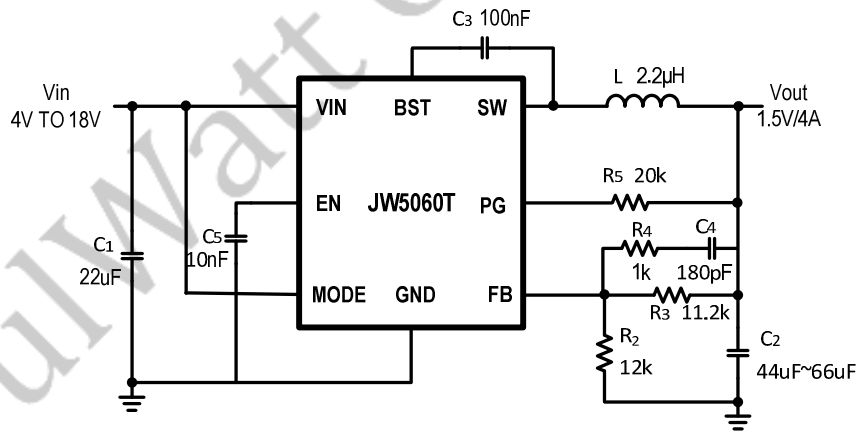 C3 100nF
Vin
4V TO 18V
VIN
BST
SW
L 2.2µH
Vout
1.5V/4A
EN
JW5060T
PG
R5 20k
C1
22uF
C5
10nF
R4
1k
C4
180pF
MODE
GND
FB
R3 11.2k
R2
12k
C2
44uF~66uF
ulWatt